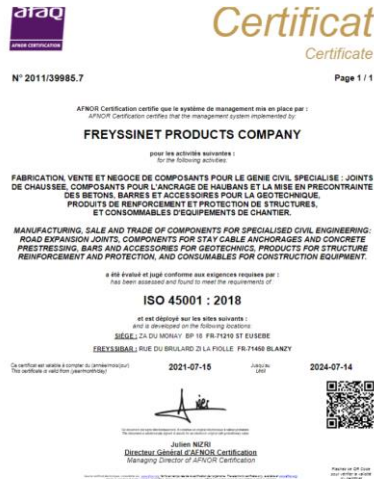 afaq
AFNOR CERTIFICATION
Certificat
Certificate
N° 2011/39985.7
Page 1 / 1
AFNOR Certification certifie que le système de management mis en place par :
AFNOR Certification certifies that the management system implemented by:
FREYSSINET PRODUCTS COMPANY
pour les activités suivantes :
for the following activities:
FABRICATION, VENTE ET NEGOCE DE COMPOSANTS POUR LE GENIE CIVIL SPECIALISE : JOINTS
DE CHAUSSEE, COMPOSANTS POUR L'ANCRAGE DE HAUBANS ET LA MISE EN PRECONTRAINTE
DES BETONS, BARRES ET ACCESSOIRES POUR LA GEOTECHNIQUE,
PRODUITS DE RENFORCEMENT ET PROTECTION DE STRUCTURES,
ET CONSOMMABLES D'EQUIPEMENTS DE CHANTIER.
MANUFACTURING, SALE AND TRADE OF COMPONENTS FOR SPECIALISED CIVIL ENGINEERING:
ROAD EXPANSION JOINTS, COMPONENTS FOR STAY CABLE ANCHORAGES AND CONCRETE
PRESTRESSING, BARS AND ACCESSORIES FOR GEOTECHNICS, PRODUCTS FOR STRUCTURE
REINFORCEMENT AND PROTECTION, AND CONSUMABLES FOR CONSTRUCTION EQUIPMENT.
a été évalué et jugé conforme aux exigences requises par :
has been assessed and found to meet the requirements of:
ISO 45001 : 2018
et est déployé sur les sites suivants :
and is developed on the following locations:
SIÈGE : ZA DU MONAY BP 18 FR-71210 ST EUSEBE
FREYSSIBAR : RUE DU BRULARD ZI LA FIOLLE FR-71450 BLANZY
Ce certificat est valable à compter du (année/mois/jour)
This certificate is valid from (year/month/day)
2021-07-15
Jusqu'au
Until
2024-07-14
Julien NIZRI
Directeur Général d'AFNOR Certification
Managing Director of AFNOR Certification